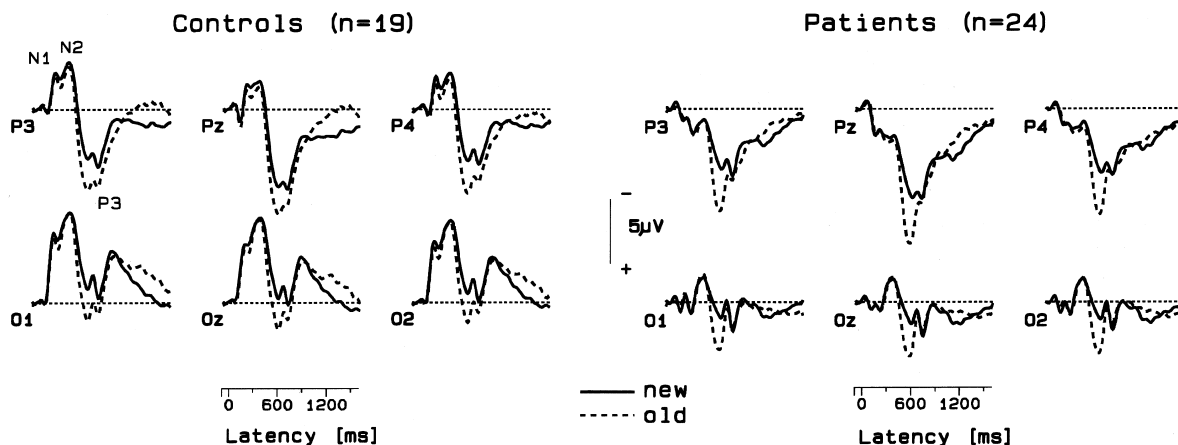 Controls (n=19)
Patients (n=24)
N1
N2
P3
Pz
P4
P3
O1
Oz
O2
P3
Pz
P4
-
5µV
+
O1
Oz
O2
0 600 1200
Latency [ms]
new
old
0 600 1200
Latency [ms]